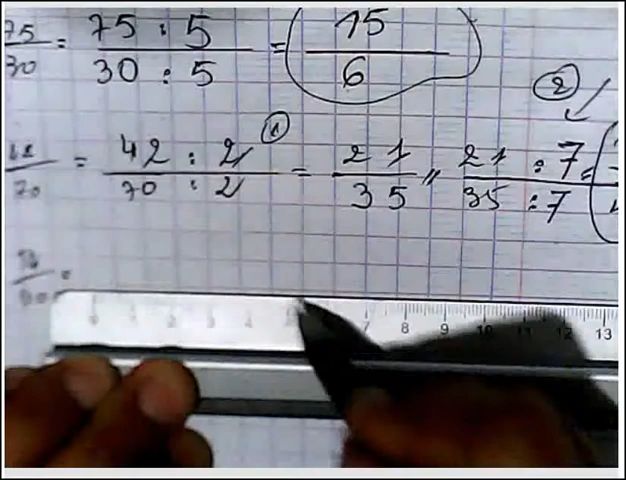 75/30 = 75 : 5 / 30 : 5 = 15 / 6
②
①
42/70 = 42 : 2 / 70 : 2 = 21 / 35 = 21 : 7 / 35 : 7 =
7 8 9 10 11 12 13